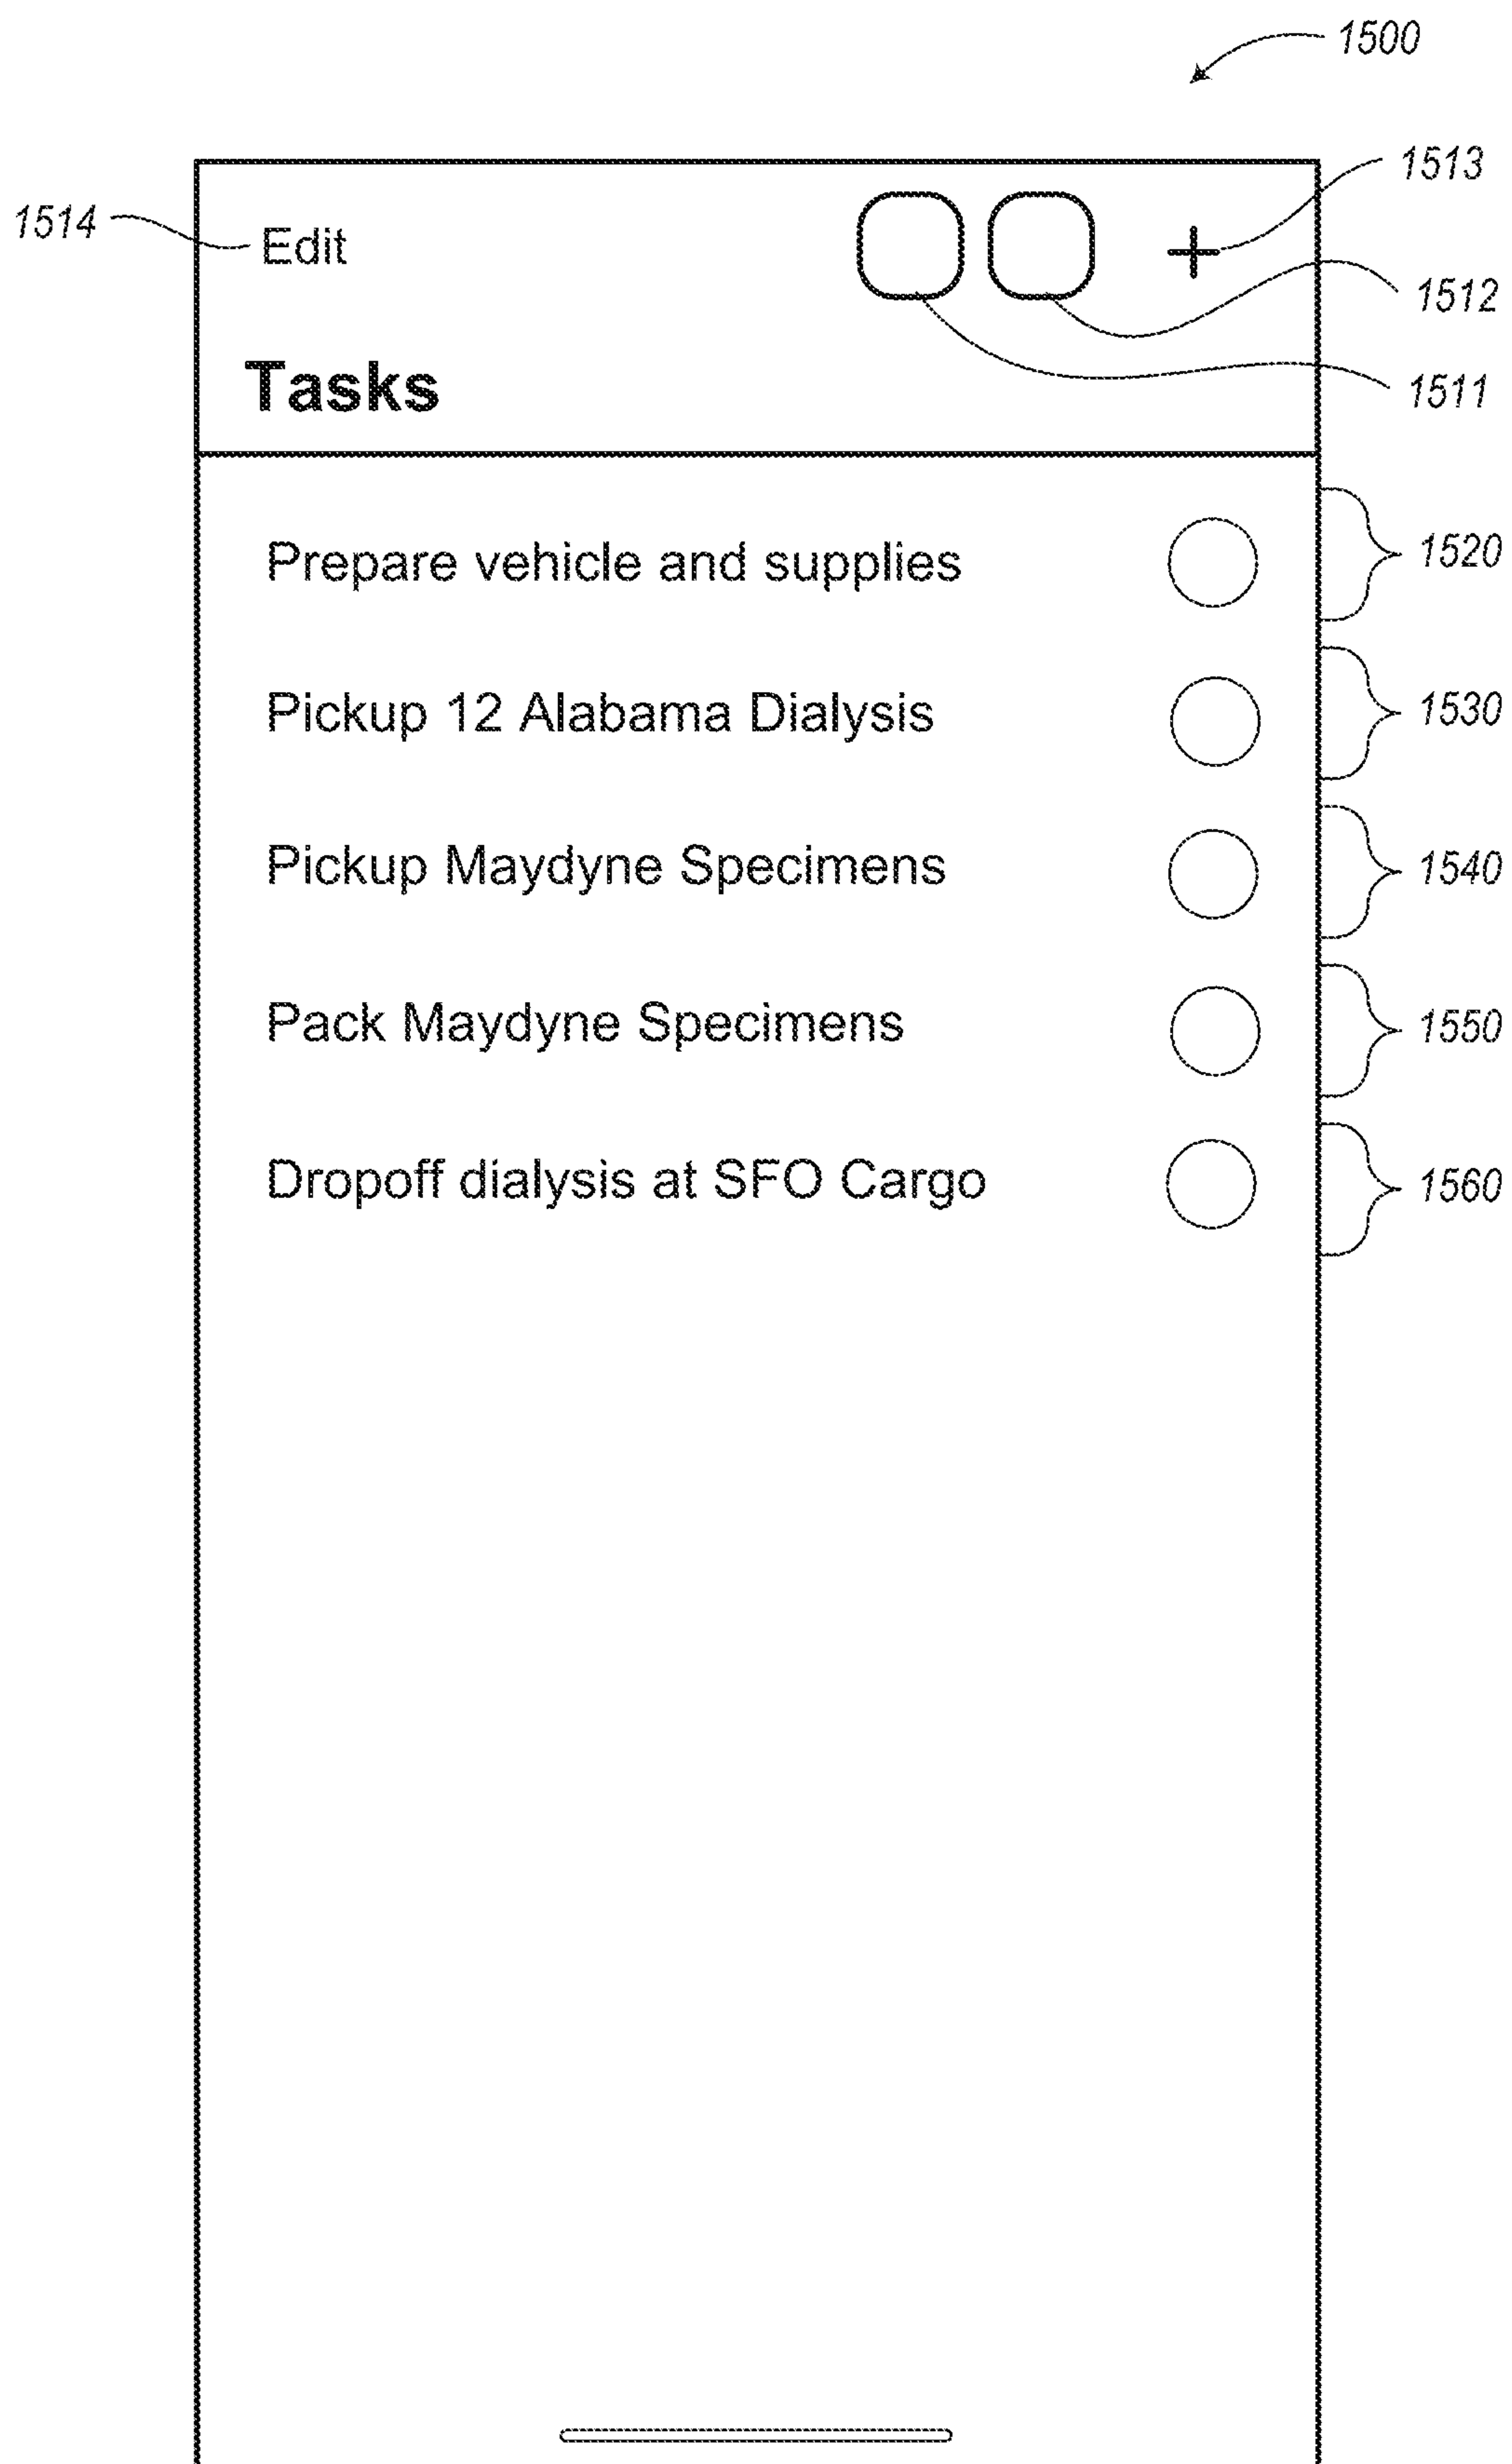 1500
1513
1514
Edit
+
1512
Tasks
1511
Prepare vehicle and supplies
1520
Pickup 12 Alabama Dialysis
1530
Pickup Maydyne Specimens
1540
Pack Maydyne Specimens
1550
Dropoff dialysis at SFO Cargo
1560